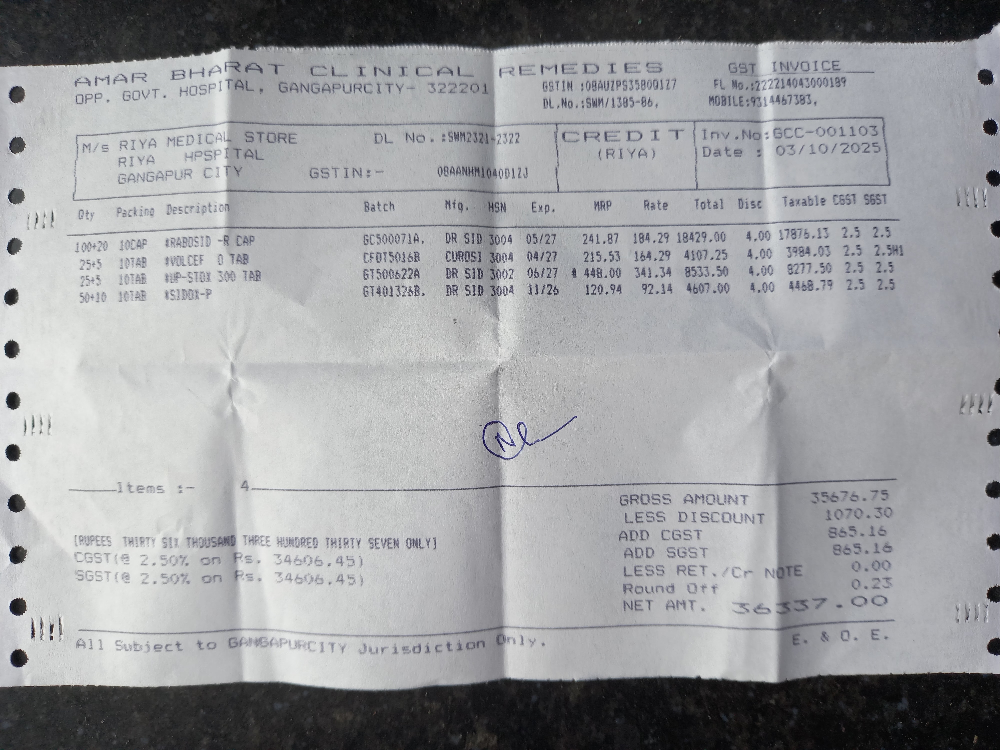 AMAR BHARAT CLINICAL REMEDIES GST INVOICE
OPP. GOVT. HOSPITAL, GANGAPURCITY- 322201 GSTIN :08AUZPS3580D1Z7 FL No.:222214043000189
DL.No.:SWM/1385-86, MOBILE:9314467383,
M/s RIYA MEDICAL STORE DL No.:SWM2321-2322 CREDIT Inv.No:GCC-001103
RIYA HPSPITAL (RIYA) Date : 03/10/2025
GANGAPUR CITY GSTIN:- 08AANHM1040D1ZJ
Qty Packing Description Batch Mfg. HSN Exp. MRP Rate Total Disc Taxable CGST SGST
100+20 10CAP #RABOSID -R CAP GC500071A. DR SID 3004 05/27 241.87 184.29 18429.00 4.00 17876.13 2.5 2.5
25+5 10TAB #VOLCEF O TAB CFDT5016B CUROSI 3004 04/27 215.53 164.29 4107.25 4.00 3984.03 2.5 2.5
25+5 10TAB #UP-STOX 300 TAB GT500622A DR SID 3002 06/27 448.00 341.34 8533.50 4.00 8277.50 2.5 2.5
50+10 10TAB #SIDOX-P GT401326B. DR SID 3004 11/26 120.94 92.14 4607.00 4.00 4468.79 2.5 2.5
Items :- 4
GROSS AMOUNT 35676.75
LESS DISCOUNT 1070.30
[RUPEES THIRTY SIX THOUSAND THREE HUNDRED THIRTY SEVEN ONLY] ADD CGST 865.16
CGST(@ 2.50% on Rs. 34606.45) ADD SGST 865.16
SGST(@ 2.50% on Rs. 34606.45) LESS RET./Cr NOTE 0.00
Round Off 0.23
NET AMT. 36337.00
All Subject to GANGAPURCITY Jurisdiction Only. E. & O. E.